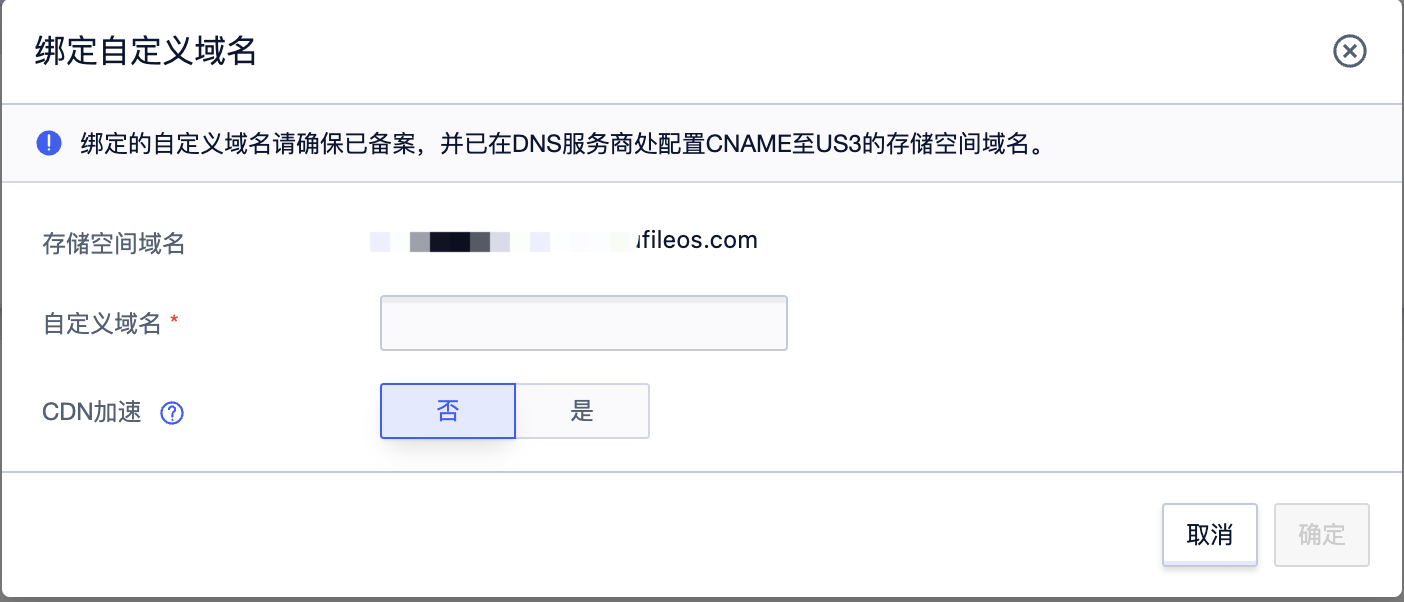 绑定自定义域名
绑定的自定义域名请确保已备案，并已在DNS服务商处配置CNAME至US3的存储空间域名。
存储空间域名
fileos.com
自定义域名 *
CDN加速 ?
否 是
取消 确定